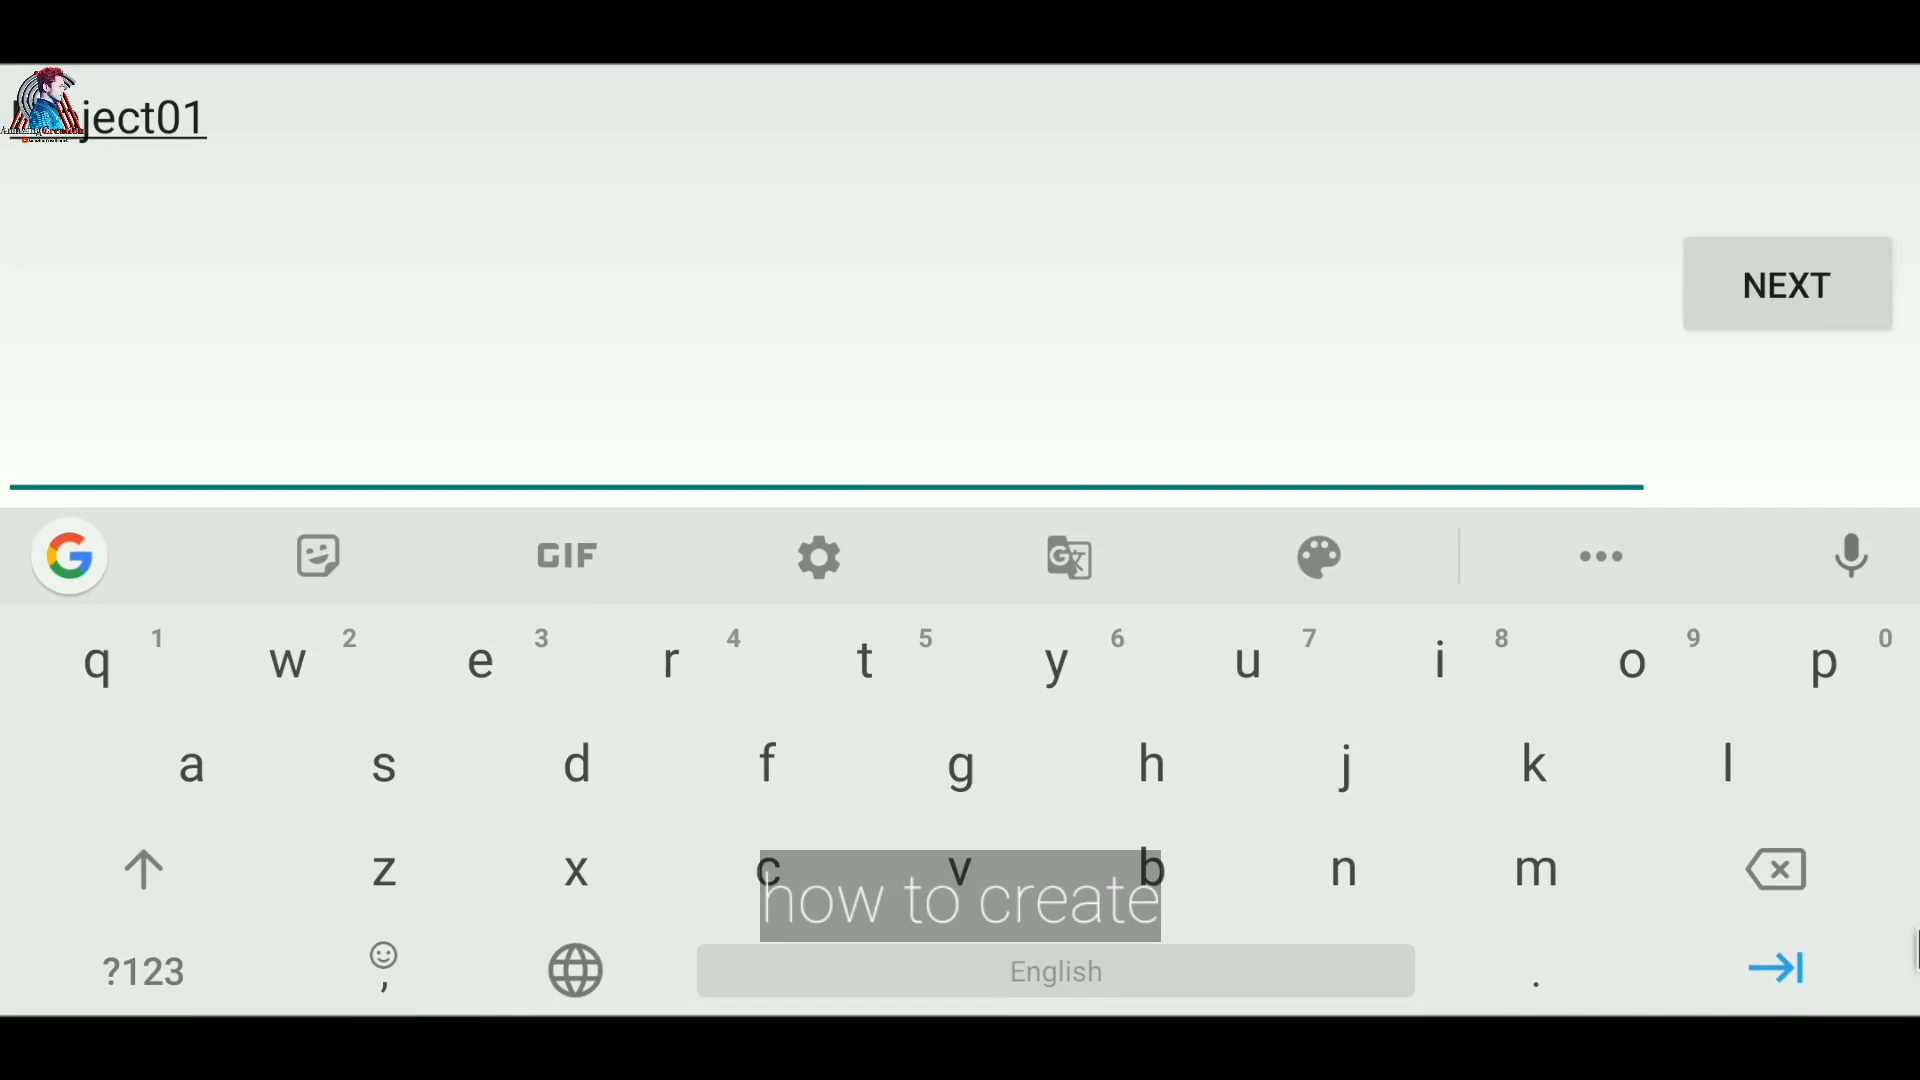 ject01
NEXT
GIF
q 1 w 2 e 3 r 4 t 5 y 6 u 7 i 8 o 9 p 0
a s d f g h j k l
z x c v b n m
how to create
?123 , English .